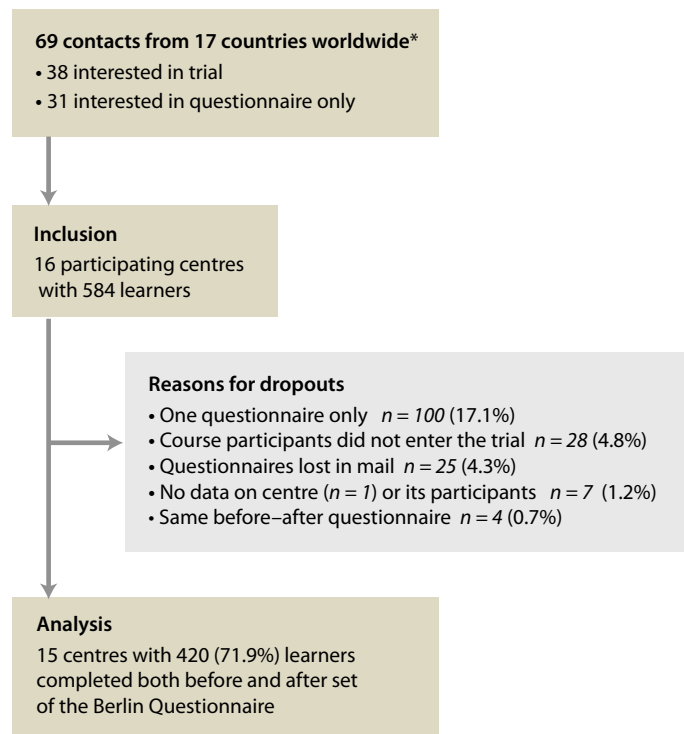 69 contacts from 17 countries worldwide*
• 38 interested in trial
• 31 interested in questionnaire only
Inclusion
16 participating centres
with 584 learners
Reasons for dropouts
• One questionnaire only n = 100 (17.1%)
• Course participants did not enter the trial n = 28 (4.8%)
• Questionnaires lost in mail n = 25 (4.3%)
• No data on centre (n = 1) or its participants n = 7 (1.2%)
• Same before–after questionnaire n = 4 (0.7%)
Analysis
15 centres with 420 (71.9%) learners
completed both before and after set
of the Berlin Questionnaire